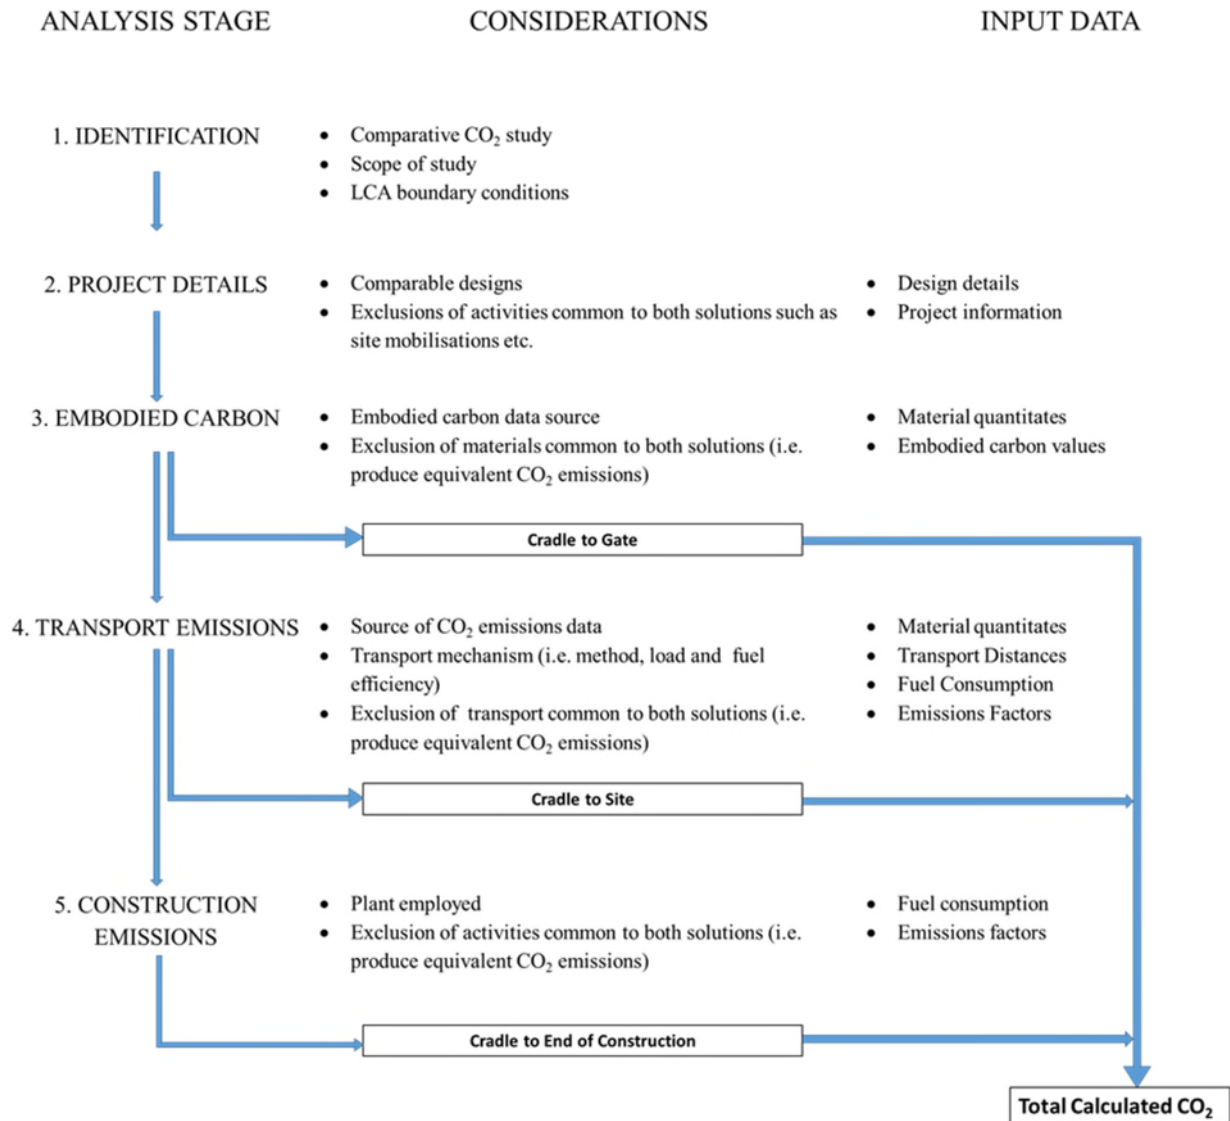 ANALYSIS STAGE CONSIDERATIONS INPUT DATA
1. IDENTIFICATION
• Comparative CO₂ study
• Scope of study
• LCA boundary conditions
2. PROJECT DETAILS
• Comparable designs
• Exclusions of activities common to both solutions such as
site mobilisations etc.
• Design details
• Project information
3. EMBODIED CARBON
• Embodied carbon data source
• Exclusion of materials common to both solutions (i.e.
produce equivalent CO₂ emissions)
• Material quantitates
• Embodied carbon values
Cradle to Gate
4. TRANSPORT EMISSIONS
• Source of CO₂ emissions data
• Transport mechanism (i.e. method, load and fuel
efficiency)
• Exclusion of transport common to both solutions (i.e.
produce equivalent CO₂ emissions)
• Material quantitates
• Transport Distances
• Fuel Consumption
• Emissions Factors
Cradle to Site
5. CONSTRUCTION
EMISSIONS
• Plant employed
• Exclusion of activities common to both solutions (i.e.
produce equivalent CO₂ emissions)
• Fuel consumption
• Emissions factors
Cradle to End of Construction
Total Calculated CO₂